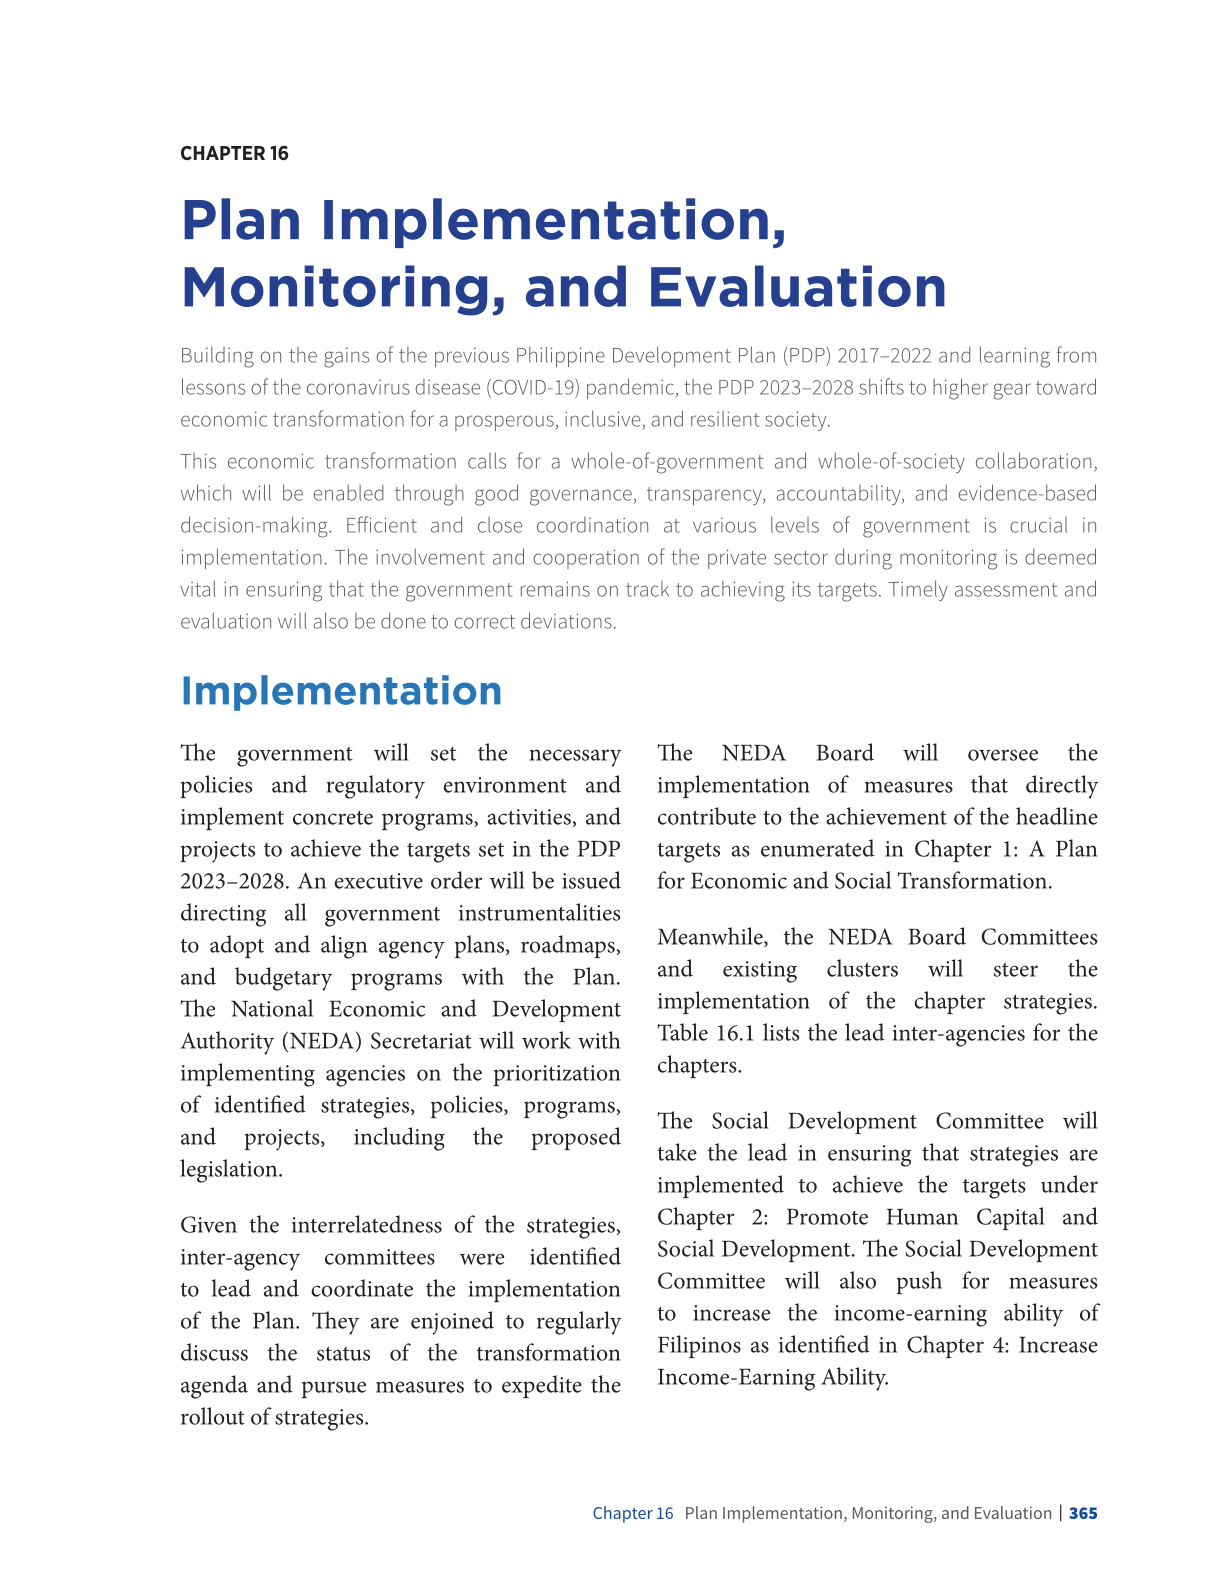 CHAPTER 16
Plan Implementation,
Monitoring, and Evaluation
Building on the gains of the previous Philippine Development Plan (PDP) 2017–2022 and learning from
lessons of the coronavirus disease (COVID-19) pandemic, the PDP 2023–2028 shifts to higher gear toward
economic transformation for a prosperous, inclusive, and resilient society.
This economic transformation calls for a whole-of-government and whole-of-society collaboration,
which will be enabled through good governance, transparency, accountability, and evidence-based
decision-making. Efficient and close coordination at various levels of government is crucial in
implementation. The involvement and cooperation of the private sector during monitoring is deemed
vital in ensuring that the government remains on track to achieving its targets. Timely assessment and
evaluation will also be done to correct deviations.
Implementation
The government will set the necessary
policies and regulatory environment and
implement concrete programs, activities, and
projects to achieve the targets set in the PDP
2023–2028. An executive order will be issued
directing all government instrumentalities
to adopt and align agency plans, roadmaps,
and budgetary programs with the Plan.
The National Economic and Development
Authority (NEDA) Secretariat will work with
implementing agencies on the prioritization
of identified strategies, policies, programs,
and projects, including the proposed
legislation.
Given the interrelatedness of the strategies,
inter-agency committees were identified
to lead and coordinate the implementation
of the Plan. They are enjoined to regularly
discuss the status of the transformation
agenda and pursue measures to expedite the
rollout of strategies.
The NEDA Board will oversee the
implementation of measures that directly
contribute to the achievement of the headline
targets as enumerated in Chapter 1: A Plan
for Economic and Social Transformation.
Meanwhile, the NEDA Board Committees
and existing clusters will steer the
implementation of the chapter strategies.
Table 16.1 lists the lead inter-agencies for the
chapters.
The Social Development Committee will
take the lead in ensuring that strategies are
implemented to achieve the targets under
Chapter 2: Promote Human Capital and
Social Development. The Social Development
Committee will also push for measures
to increase the income-earning ability of
Filipinos as identified in Chapter 4: Increase
Income-Earning Ability.
Chapter 16 Plan Implementation, Monitoring, and Evaluation | 365